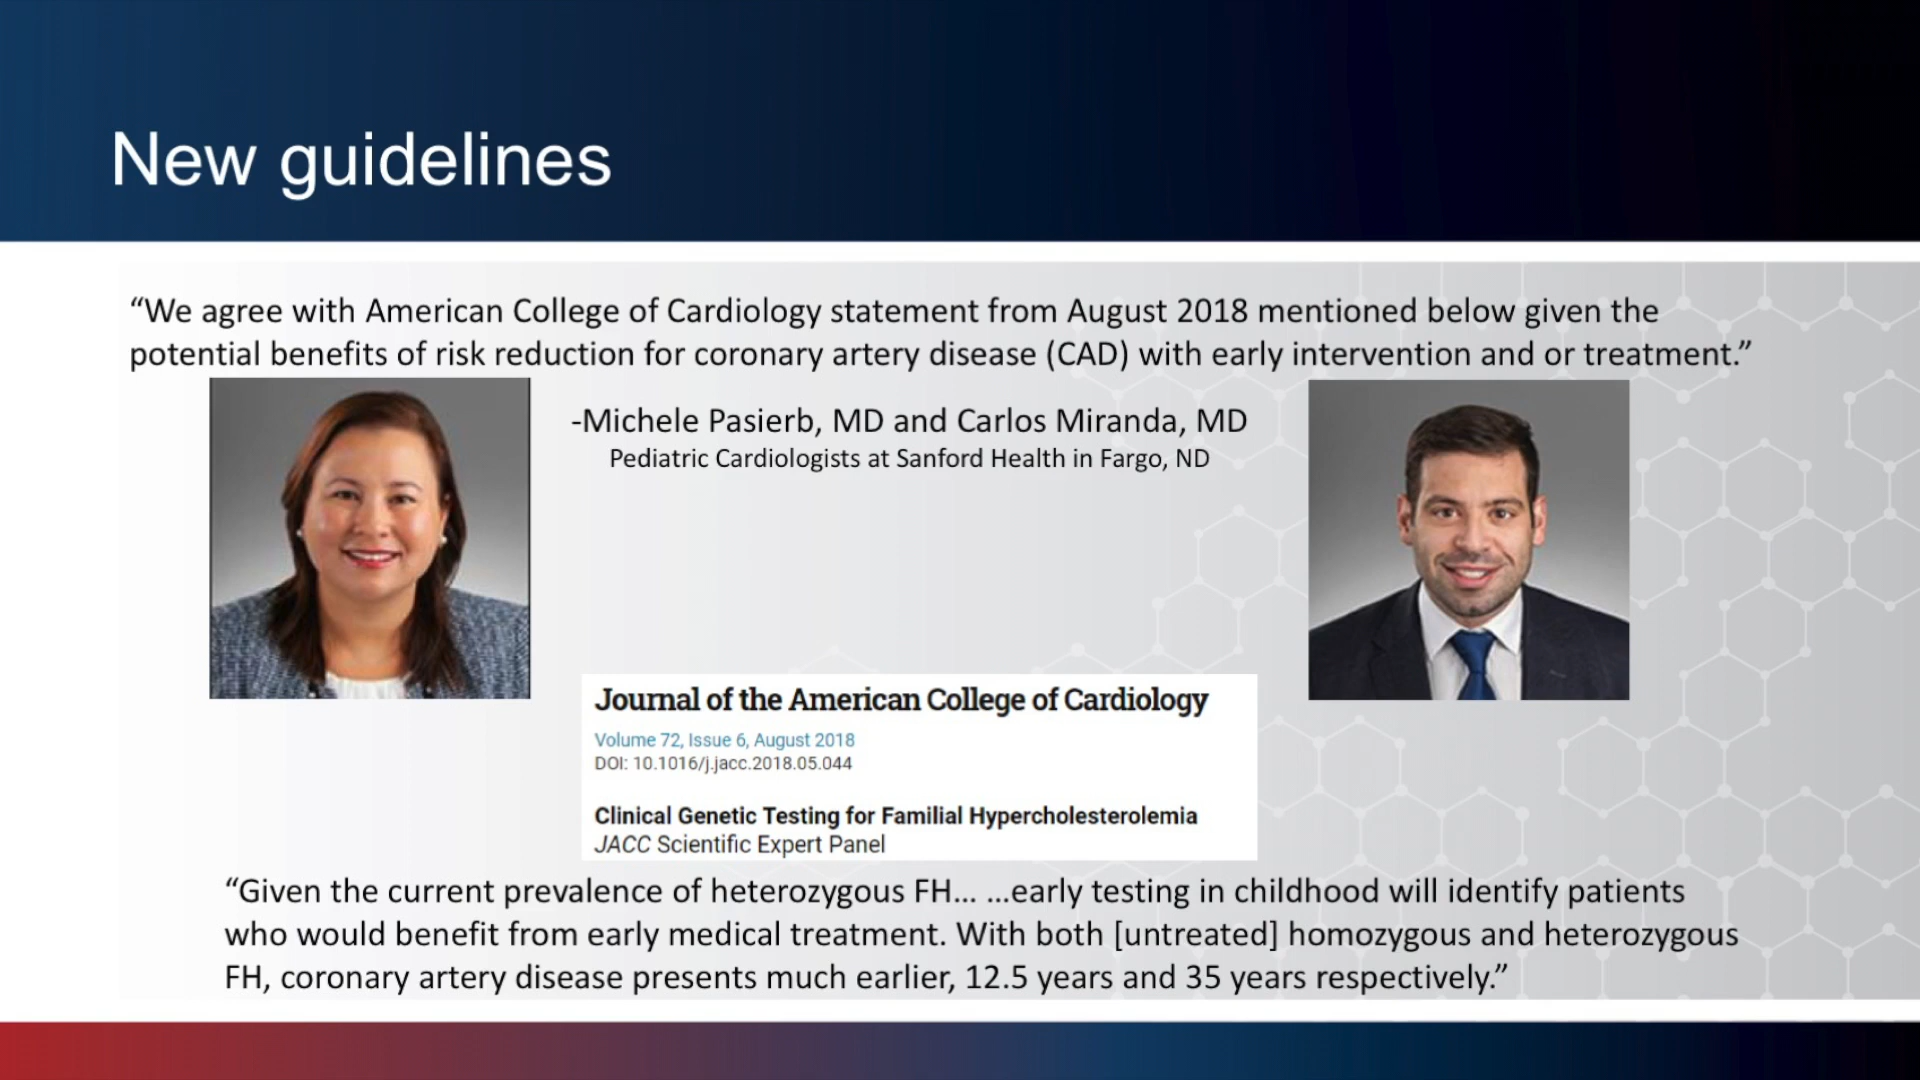 New guidelines
“We agree with American College of Cardiology statement from August 2018 mentioned below given the
potential benefits of risk reduction for coronary artery disease (CAD) with early intervention and or treatment.”
-Michele Pasierb, MD and Carlos Miranda, MD
Pediatric Cardiologists at Sanford Health in Fargo, ND
Journal of the American College of Cardiology
Volume 72, Issue 6, August 2018
DOI: 10.1016/j.jacc.2018.05.044
Clinical Genetic Testing for Familial Hypercholesterolemia
JACC Scientific Expert Panel
“Given the current prevalence of heterozygous FH... ...early testing in childhood will identify patients
who would benefit from early medical treatment. With both [untreated] homozygous and heterozygous
FH, coronary artery disease presents much earlier, 12.5 years and 35 years respectively.”